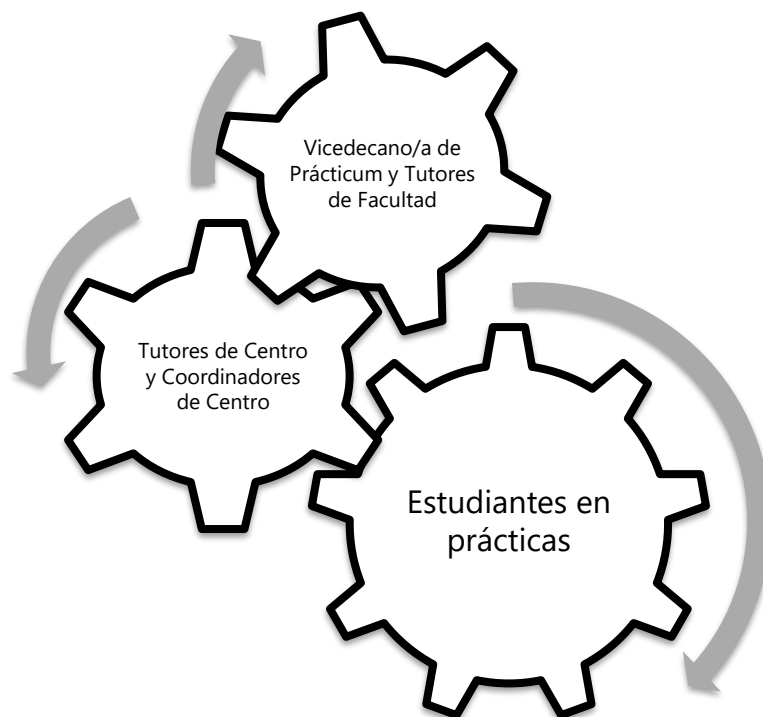 Vicedecano/a de
Prácticum y Tutores
de Facultad
Tutores de Centro
y Coordinadores
de Centro
Estudiantes en
prácticas